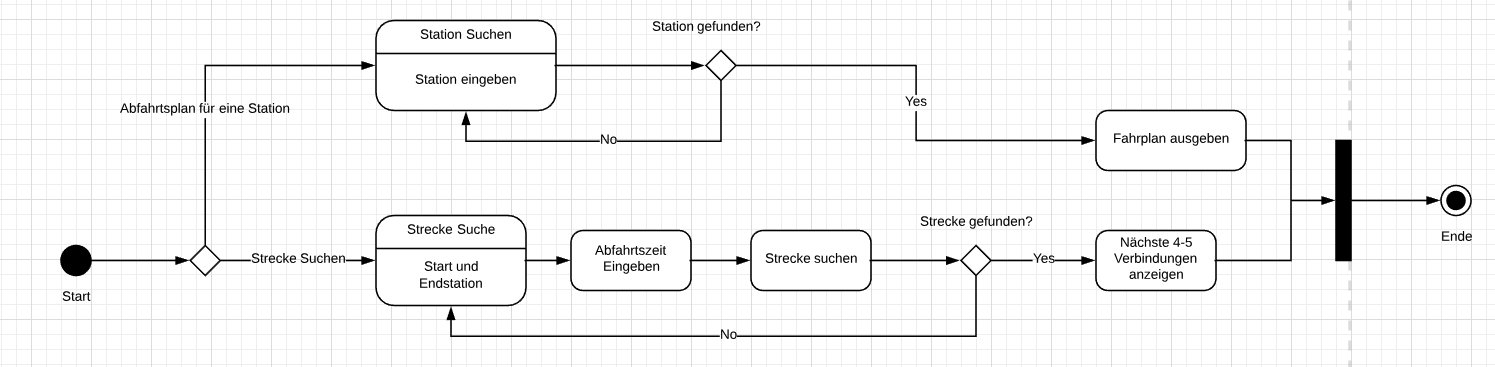 Station gefunden?
Station Suchen
Station eingeben
Abfahrtsplan für eine Station
Yes
No
Fahrplan ausgeben
Strecke gefunden?
Strecke Suche
Start und
Endstation
Abfahrtszeit
Eingeben
Strecke suchen
Nächste 4-5
Verbindungen
anzeigen
Strecke Suchen
Yes
Ende
Start
No